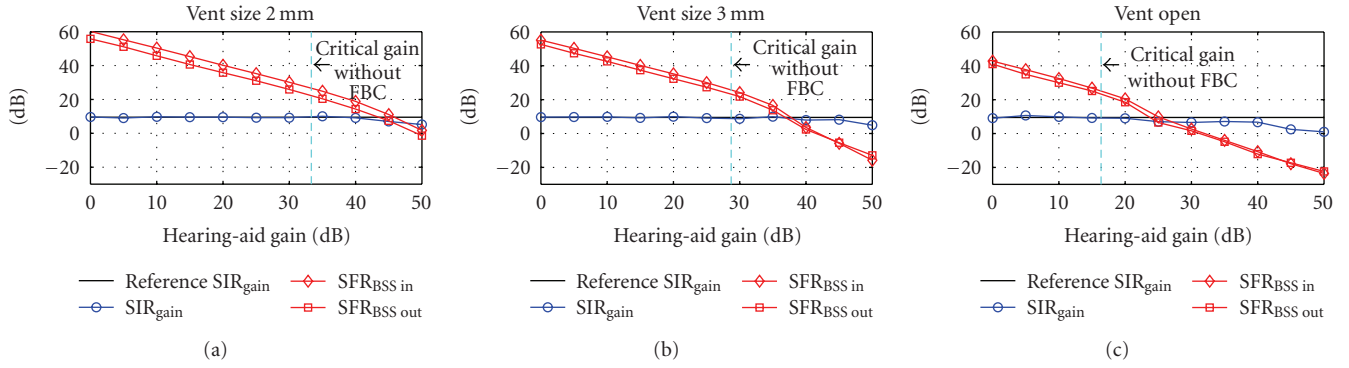 Vent size 2 mm
60
40
20
0
−20
(dB)
Critical gain
without
FBC
0 10 20 30 40 50
Hearing-aid gain (dB)
Reference SIRgain
SIRgain
SFRBSS in
SFRBSS out
(a)
Vent size 3 mm
60
40
20
0
−20
(dB)
Critical gain
without
FBC
0 10 20 30 40 50
Hearing-aid gain (dB)
Reference SIRgain
SIRgain
SFRBSS in
SFRBSS out
(b)
Vent open
60
40
20
0
−20
(dB)
Critical gain
without FBC
0 10 20 30 40 50
Hearing-aid gain (dB)
Reference SIRgain
SIRgain
SFRBSS in
SFRBSS out
(c)